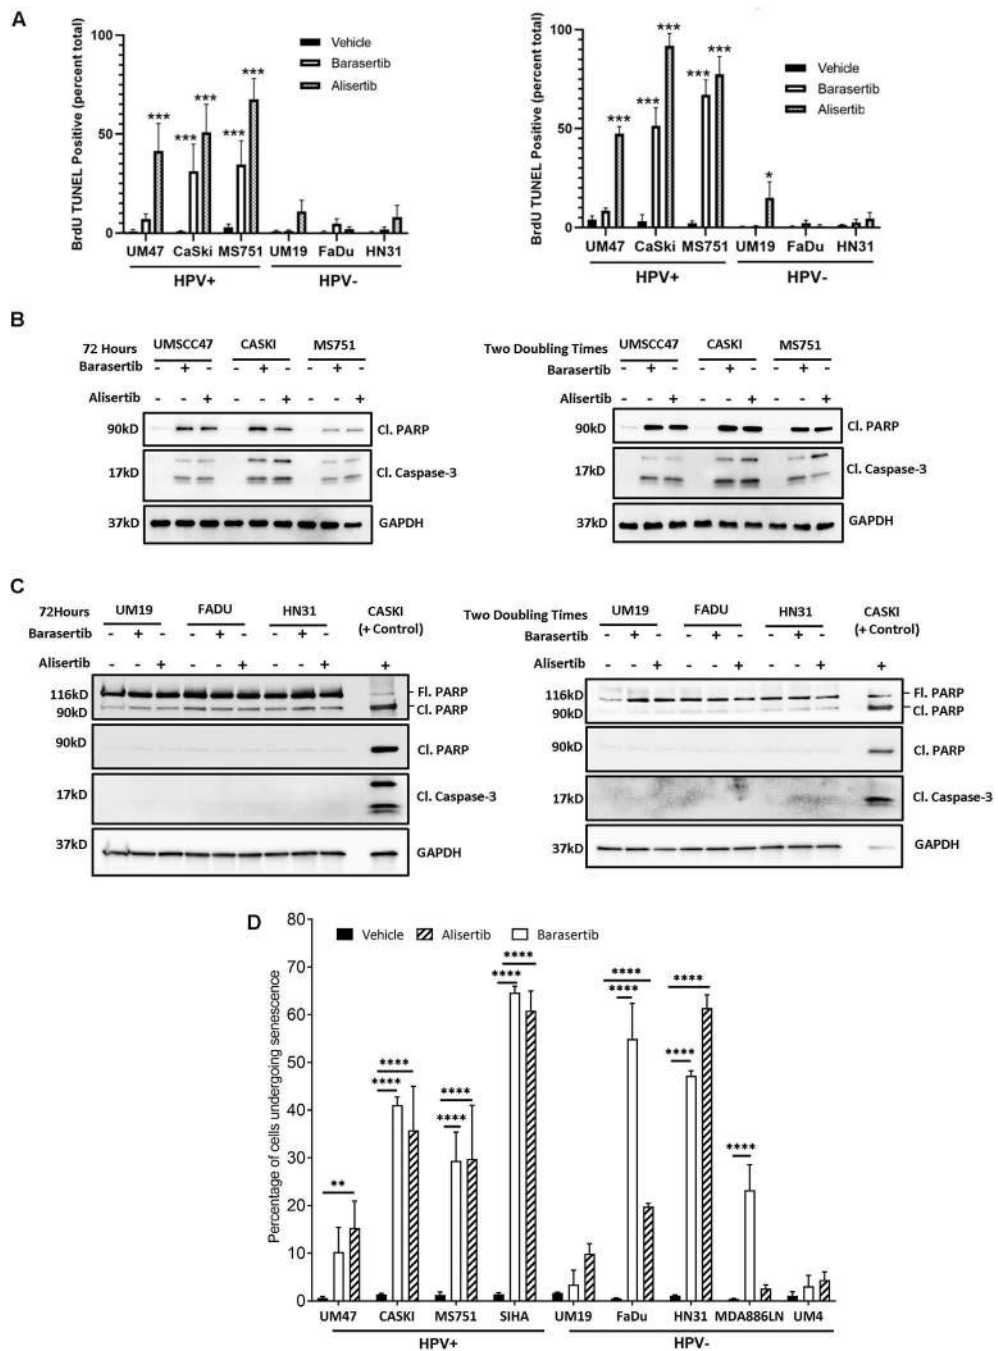 A
BrdU TUNEL Positive (percent total)
100
50
0
Vehicle
Barasertib
Alisertib
***
***
***
***
***
UM47 CaSki MS751 UM19 FaDu HN31
HPV+ HPV-
BrdU TUNEL Positive (percent total)
100
50
0
Vehicle
Barasertib
Alisertib
***
***
***
***
***
*
UM47 CaSki MS751 UM19 FaDu HN31
HPV+ HPV-
B
72 Hours UMSCC47 CASKI MS751
Barasertib - + - - + - - + -
Alisertib - - + - - + - - +
90kD Cl. PARP
17kD Cl. Caspase-3
37kD GAPDH
Two Doubling Times UMSCC47 CASKI MS751
Barasertib - + - - + - - + -
Alisertib - - + - - + - - +
90kD Cl. PARP
17kD Cl. Caspase-3
37kD GAPDH
C
72Hours UM19 FADU HN31 CASKI
Barasertib - + - - + - - + - (+ Control)
Alisertib - - + - - + - - + +
116kD Fl. PARP
90kD Cl. PARP
90kD Cl. PARP
17kD Cl. Caspase-3
37kD GAPDH
Two Doubling Times UM19 FADU HN31 CASKI
Barasertib - + - - + - - + - (+ Control)
Alisertib - - + - - - - - + +
116kD Fl. PARP
90kD Cl. PARP
90kD Cl. PARP
17kD Cl. Caspase-3
37kD GAPDH
D
Percentage of cells undergoing senescence
80
70
60
50
40
30
20
10
0
Vehicle Alisertib Barasertib
**
****
****
****
****
****
****
****
****
****
****
****
UM47 CASKI MS751 SIHA UM19 FaDu HN31 MDA886LN UM4
HPV+ HPV-